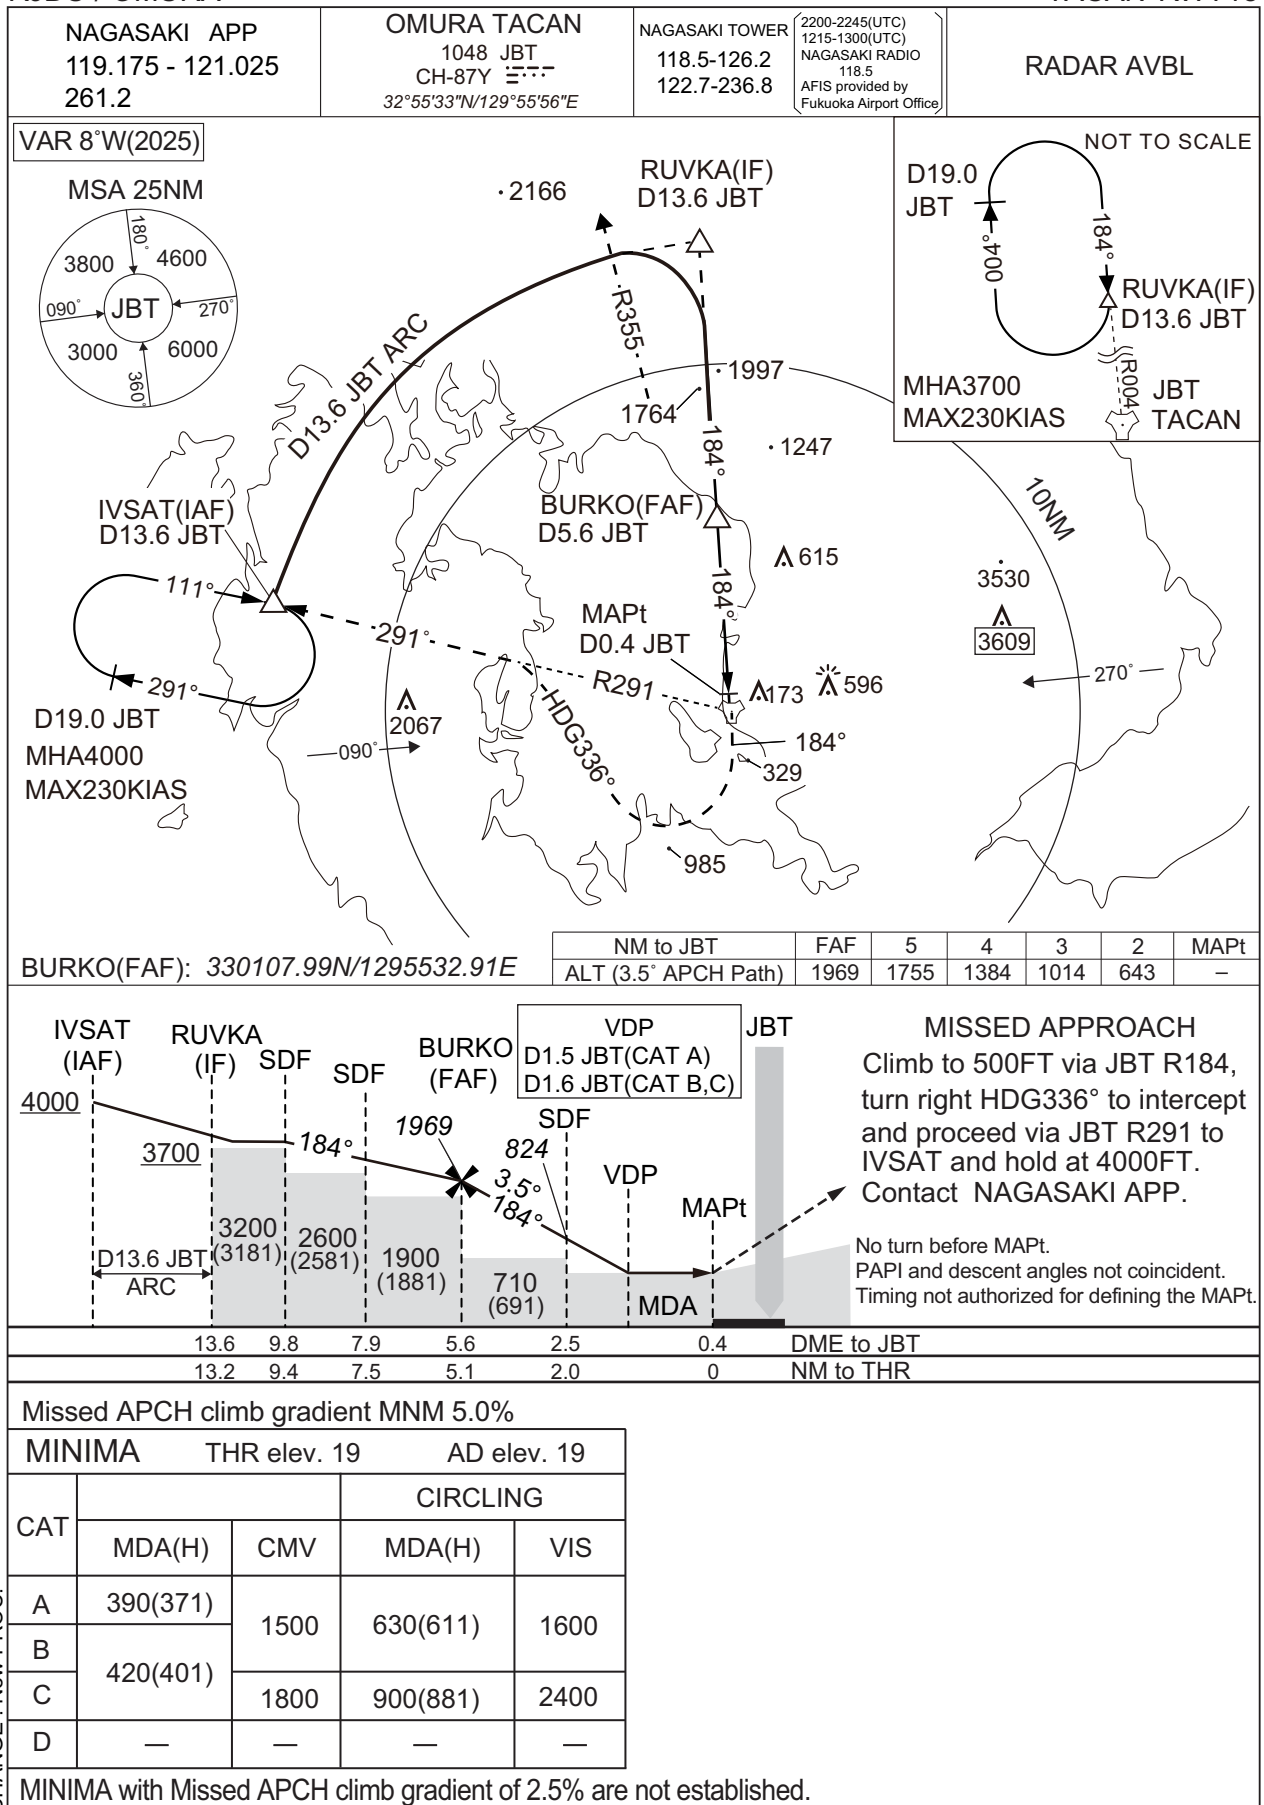 NAGASAKI APP
119.175 - 121.025
261.2
OMURA TACAN
1048 JBT
CH-87Y
32°55'33"N/129°55'56"E
NAGASAKI TOWER
118.5-126.2
122.7-236.8
2200-2245(UTC)
1215-1300(UTC)
NAGASAKI RADIO
118.5
AFIS provided by
Fukuoka Airport Office
RADAR AVBL
VAR 8°W(2025)
MSA 25NM
180°
3800
4600
090°
JBT
270°
3000
6000
360°
2166
RUVKA(IF)
D13.6 JBT
NOT TO SCALE
D19.0
JBT
004°
184°
RUVKA(IF)
D13.6 JBT
R004
JBT
TACAN
MHA3700
MAX230KIAS
D13.6 JBT ARC
R355
1997
1764
184°
1247
10NM
IVSAT(IAF)
D13.6 JBT
BURKO(FAF)
D5.6 JBT
615
3530
3609
111°
184°
MAPt
D0.4 JBT
291°
R291
173
596
270°
291°
D19.0 JBT
MHA4000
MAX230KIAS
2067
090°
HDG336°
184°
329
985
BURKO(FAF): 330107.99N/1295532.91E
NM to JBT FAF 5 4 3 2 MAPt
ALT (3.5° APCH Path) 1969 1755 1384 1014 643 –
IVSAT
(IAF)
RUVKA
(IF)
SDF
SDF
BURKO
(FAF)
VDP
D1.5 JBT(CAT A)
D1.6 JBT(CAT B,C)
JBT
SDF
4000
3700
184°
1969
824
3.5°
184°
VDP
MAPt
3200
(3181)
2600
(2581)
1900
(1881)
710
(691)
MDA
D13.6 JBT
ARC
MISSED APPROACH
Climb to 500FT via JBT R184,
turn right HDG336° to intercept
and proceed via JBT R291 to
IVSAT and hold at 4000FT.
Contact NAGASAKI APP.
No turn before MAPt.
PAPI and descent angles not coincident.
Timing not authorized for defining the MAPt.
13.6 9.8 7.9 5.6 2.5 0.4 DME to JBT
13.2 9.4 7.5 5.1 2.0 0 NM to THR
Missed APCH climb gradient MNM 5.0%
MINIMA THR elev. 19 AD elev. 19
CAT
CIRCLING
MDA(H) CMV MDA(H) VIS
A 390(371) 1500 630(611) 1600
B 420(401)
C 1800 900(881) 2400
D — — — —
MINIMA with Missed APCH climb gradient of 2.5% are not established.